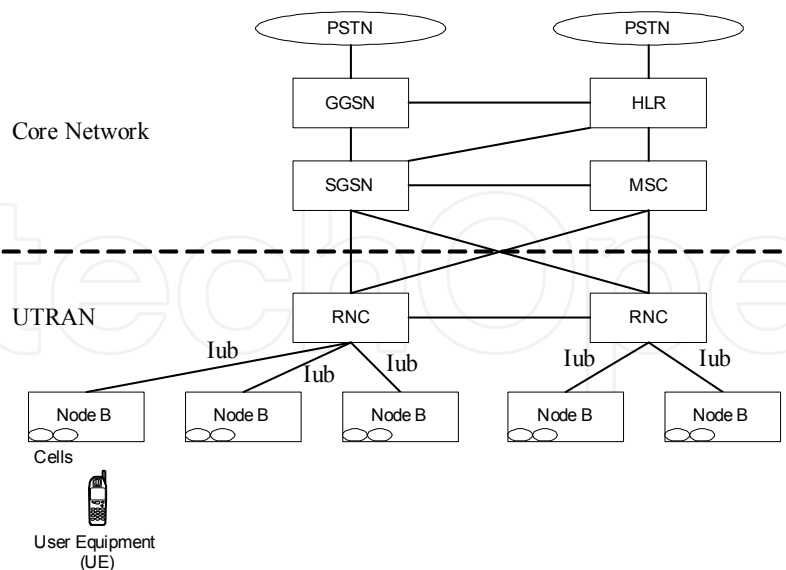 PSTN PSTN
GGSN HLR
Core Network
SGSN MSC
UTRAN
RNC RNC
Iub Iub Iub Iub Iub
Node B Node B Node B Node B Node B
Cells
User Equipment
(UE)